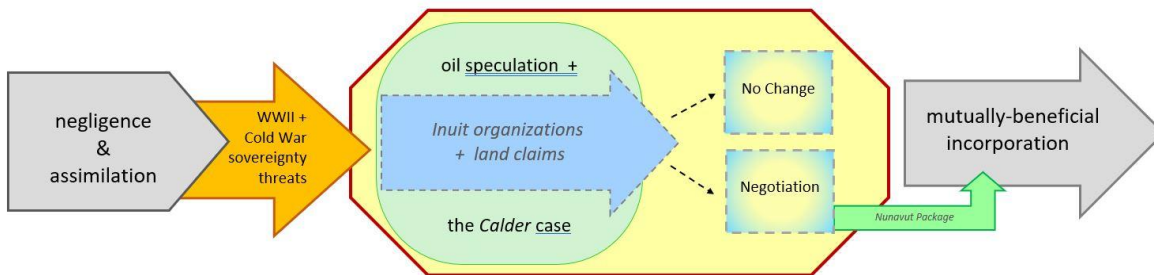 negligence
&
assimilation
WWII +
Cold War
sovereignty
threats
oil speculation +
Inuit organizations
+ land claims
the Calder case
No Change
Negotiation
Nunavut Package
mutually-beneficial
incorporation